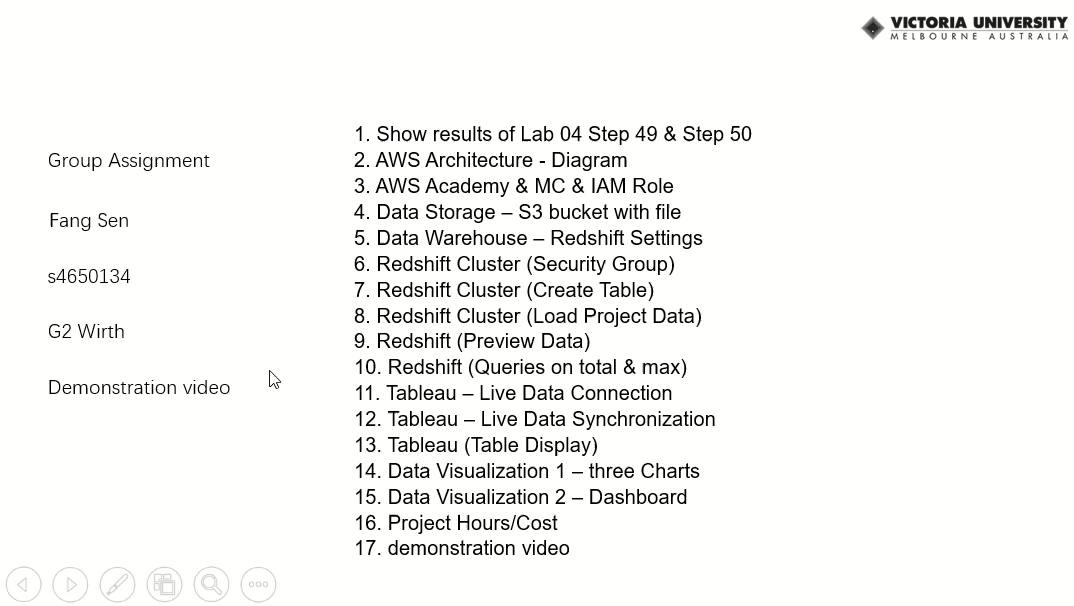 VICTORIA UNIVERSITY
MELBOURNE AUSTRALIA
Group Assignment
Fang Sen
s4650134
G2 Wirth
Demonstration video
1. Show results of Lab 04 Step 49 & Step 50
2. AWS Architecture - Diagram
3. AWS Academy & MC & IAM Role
4. Data Storage – S3 bucket with file
5. Data Warehouse – Redshift Settings
6. Redshift Cluster (Security Group)
7. Redshift Cluster (Create Table)
8. Redshift Cluster (Load Project Data)
9. Redshift (Preview Data)
10. Redshift (Queries on total & max)
11. Tableau – Live Data Connection
12. Tableau – Live Data Synchronization
13. Tableau (Table Display)
14. Data Visualization 1 – three Charts
15. Data Visualization 2 – Dashboard
16. Project Hours/Cost
17. demonstration video